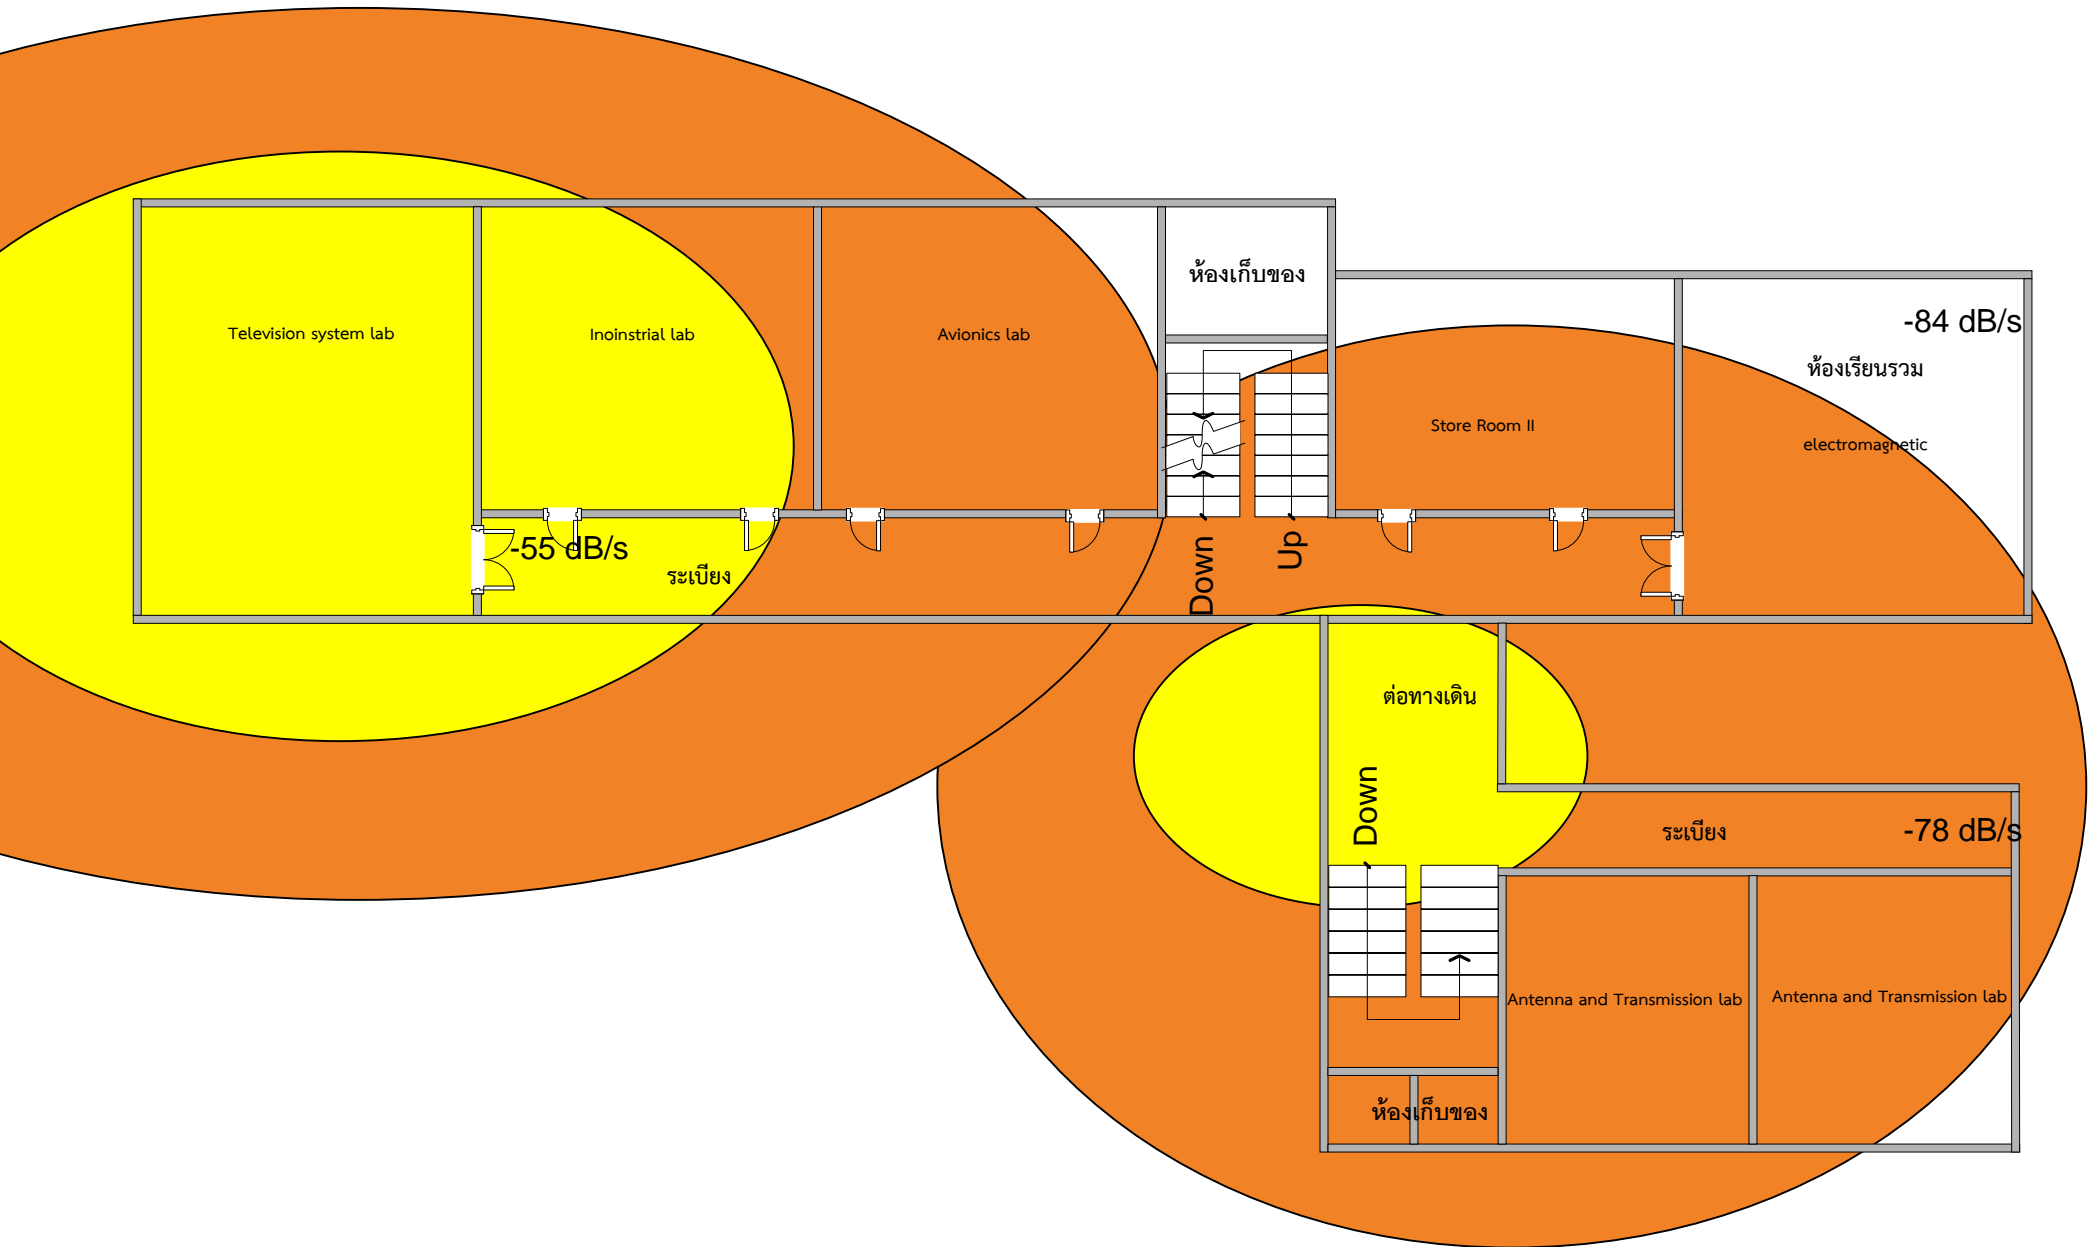 ห้องเก็บของ
-84 dB/s
Television system lab
Inoinstrial lab
Avionics lab
ห้องเรียนรวม
Store Room II
electromagnetic
-55 dB/s
ระเบียง
Down
Up
ต่อทางเดิน
Down
ระเบียง
-78 dB/s
Antenna and Transmission lab
Antenna and Transmission lab
ห้องเก็บของ